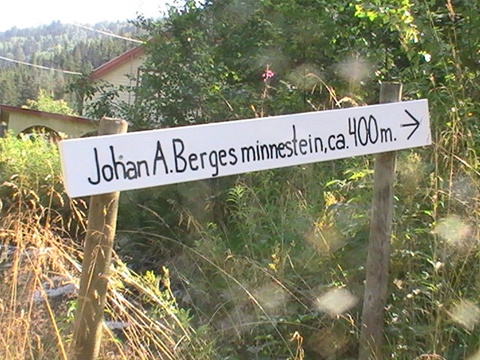 Johan A. Berges minnestein, ca. 400 m. →